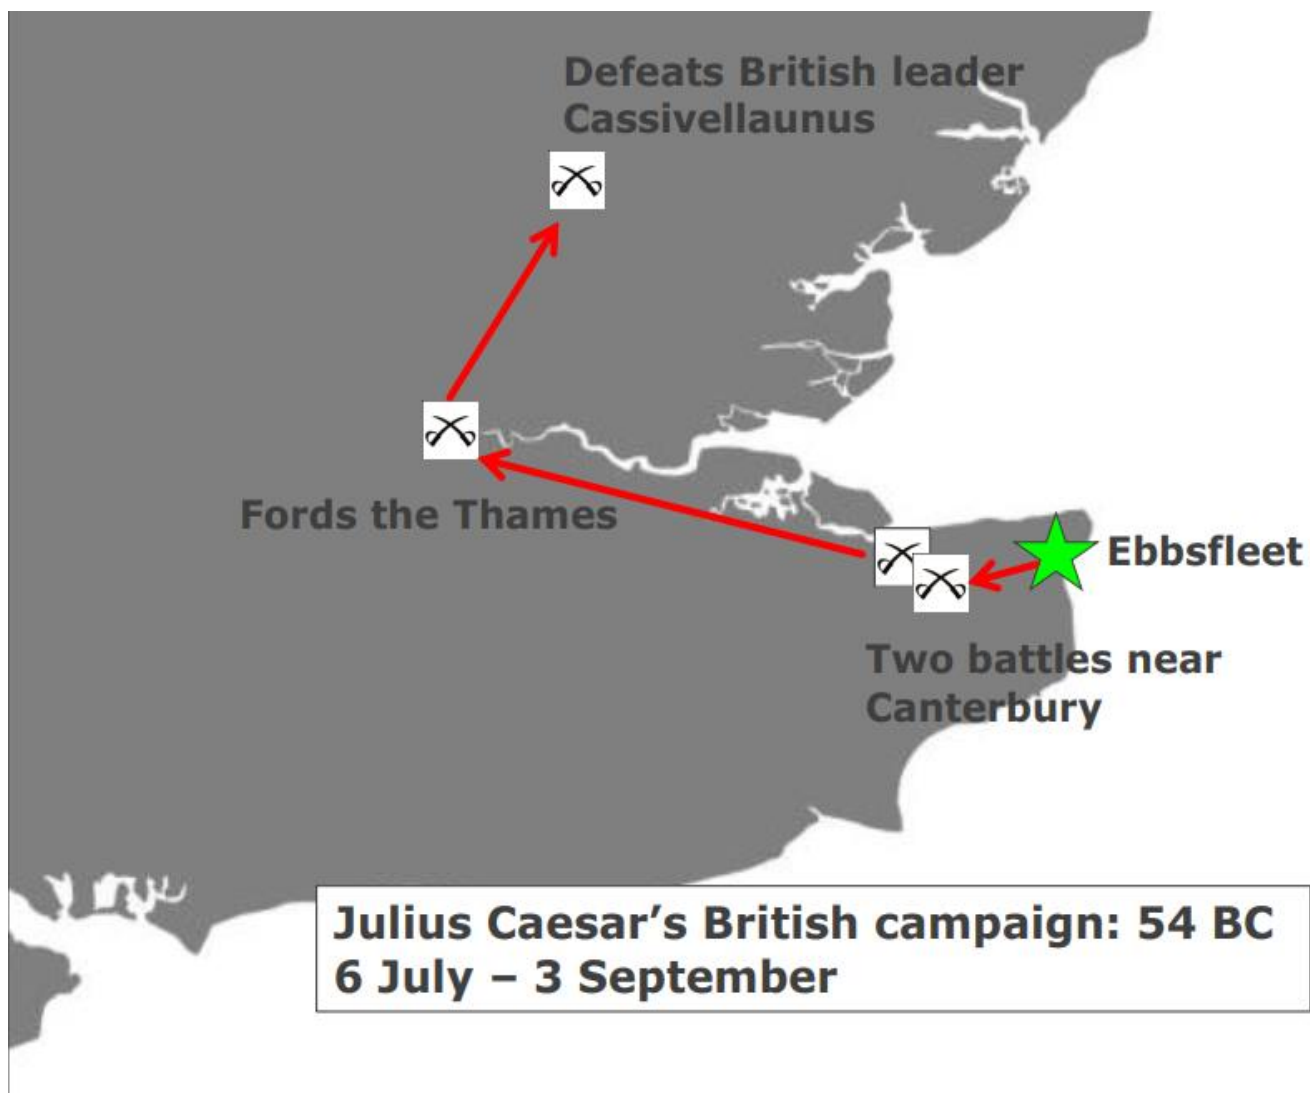 Defeats British leader
Cassivellaunus
Fords the Thames
Ebbsfleet
Two battles near
Canterbury
Julius Caesar’s British campaign: 54 BC
6 July – 3 September